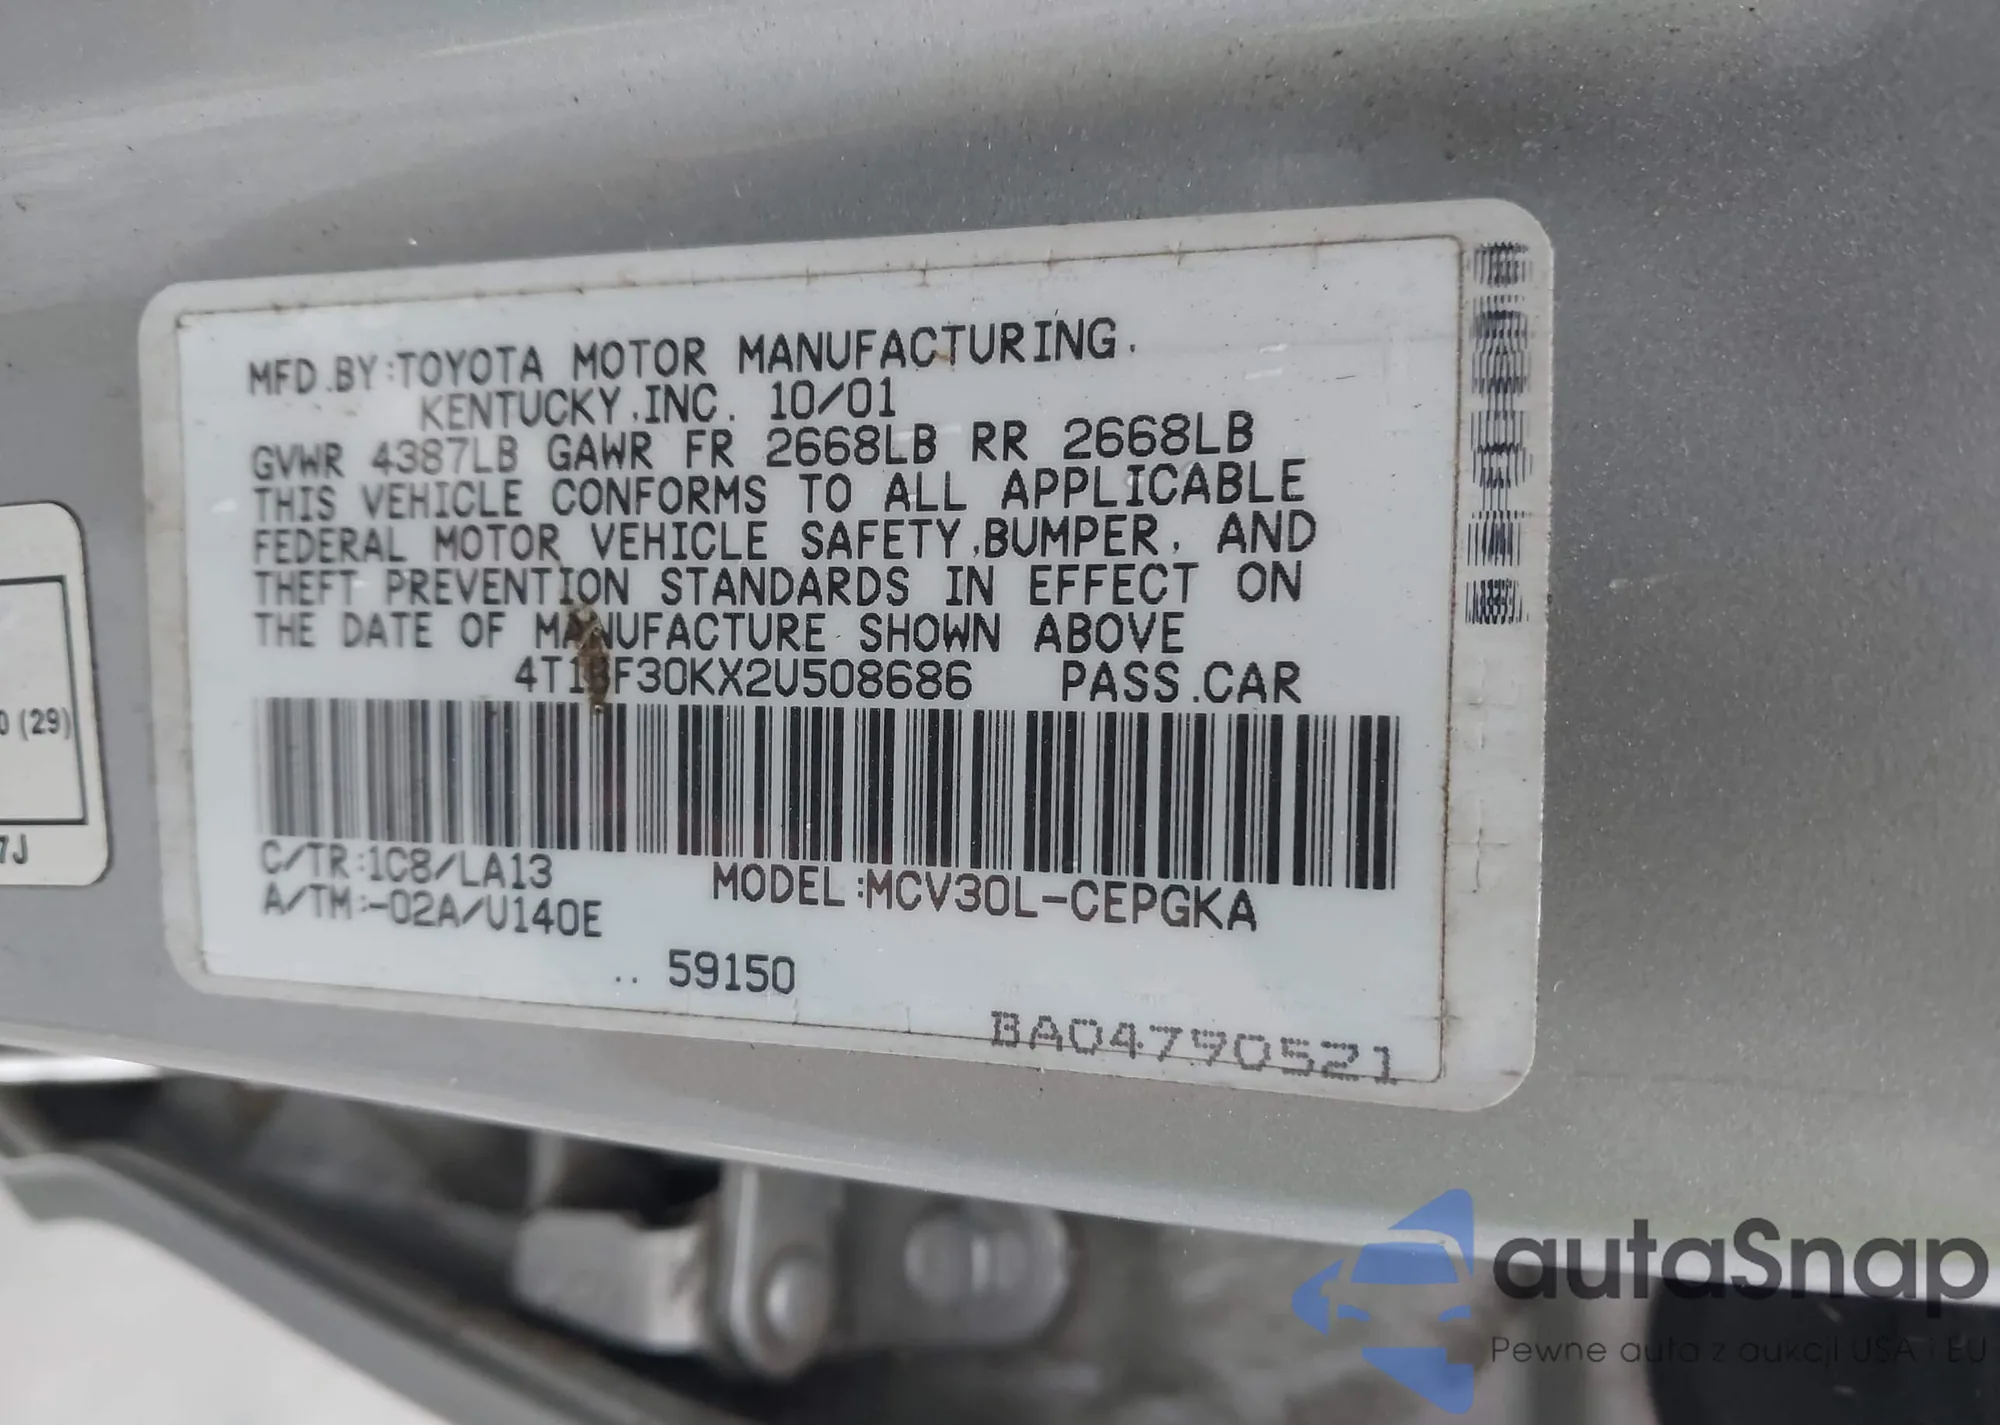 MFD.BY:TOYOTA MOTOR MANUFACTURING.
KENTUCKY,INC. 10/01
GVWR 4387LB GAWR FR 2668LB RR 2668LB
THIS VEHICLE CONFORMS TO ALL APPLICABLE
FEDERAL MOTOR VEHICLE SAFETY,BUMPER, AND
THEFT PREVENTION STANDARDS IN EFFECT ON
THE DATE OF MANUFACTURE SHOWN ABOVE
4T1BF30KX2U508686 PASS.CAR
C/TR:1C8/LA13
A/TM:-02A/U140E
MODEL:MCV30L-CEPGKA
.. 59150
BA04790521
0 (29)
7J
autaSnap
Pewne auta z aukcji USA i EU